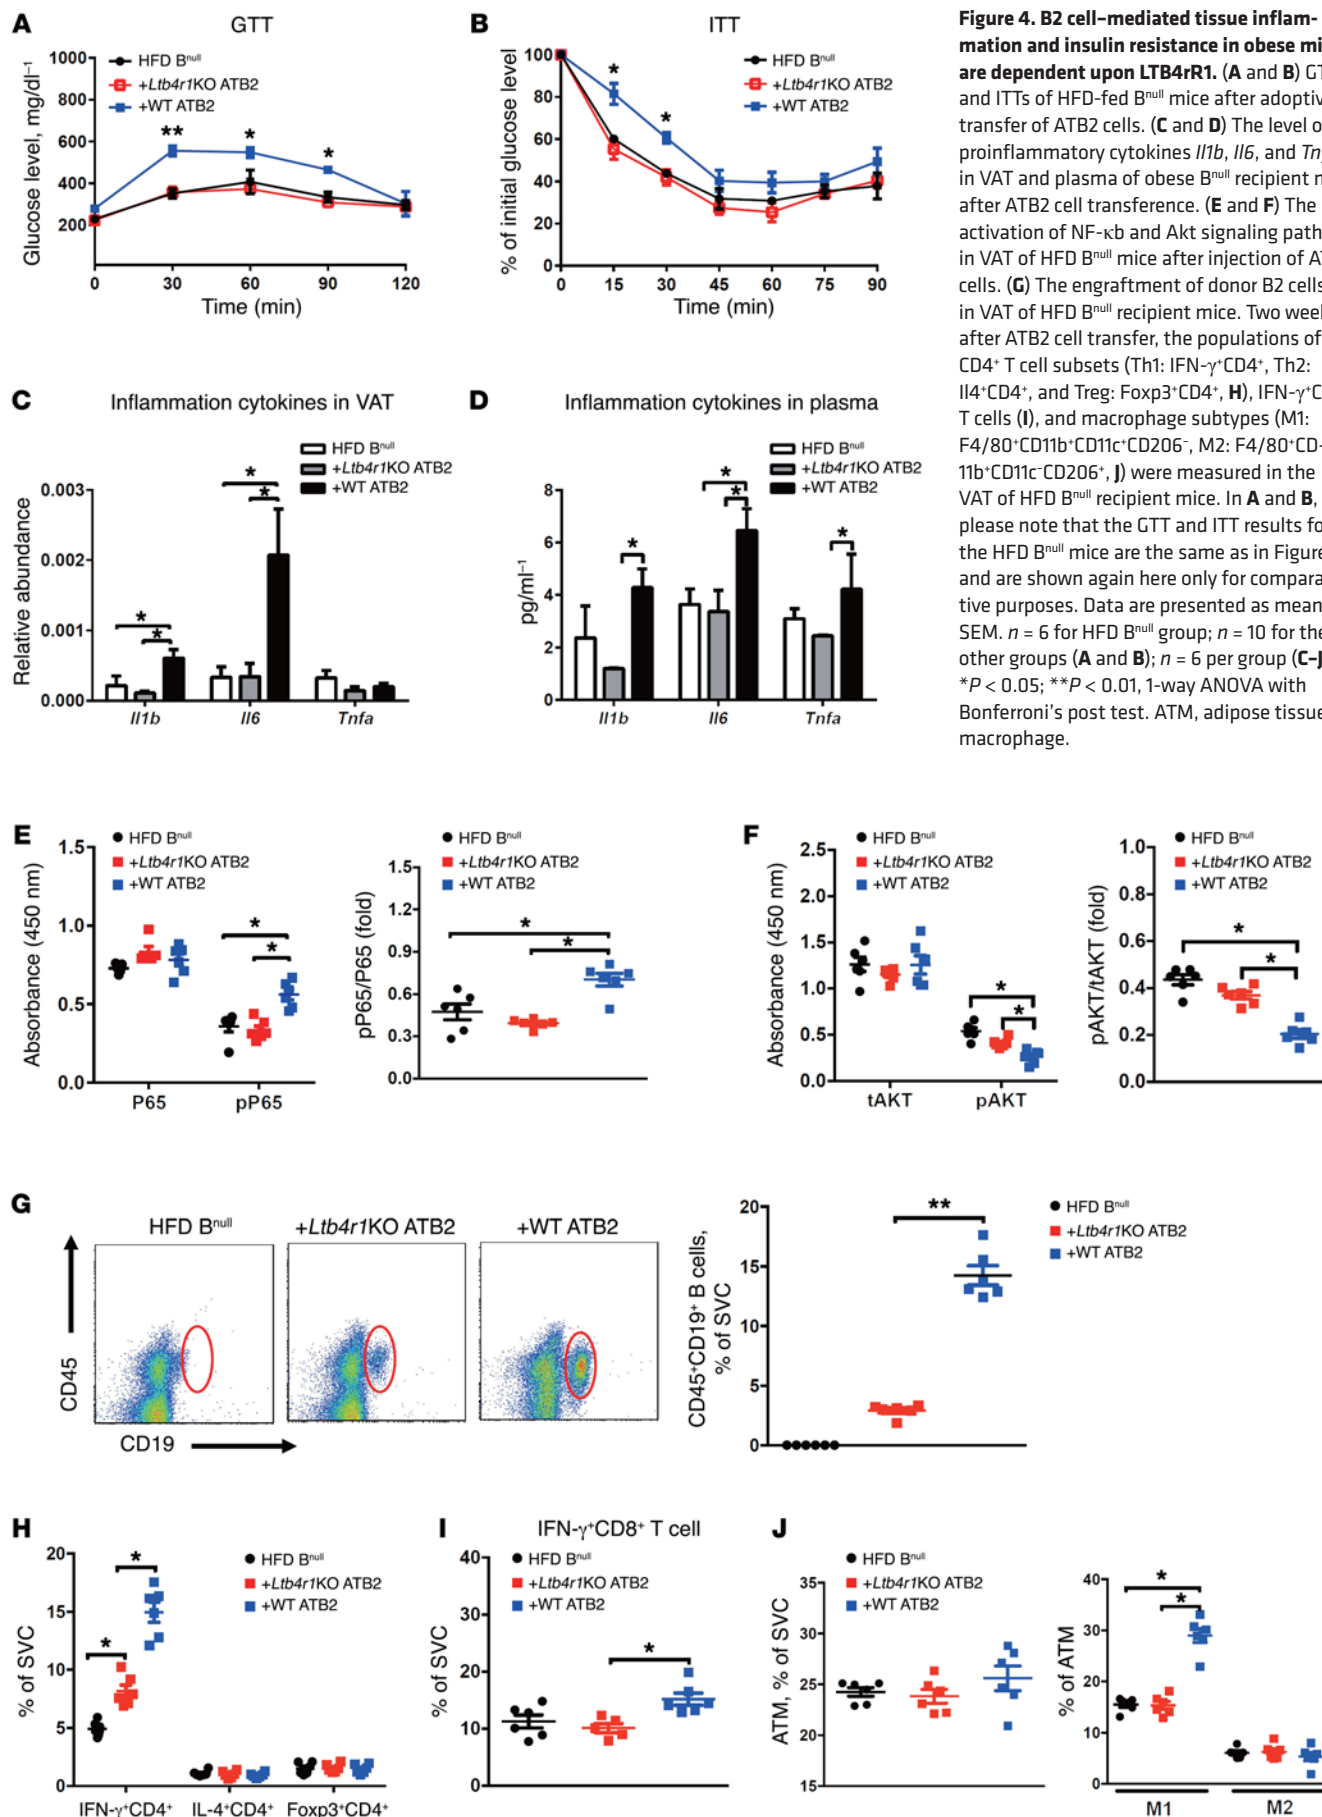 A
GTT
Glucose level, mg/dl⁻¹
1000
800
600
400
200
0 30 60 90 120
Time (min)
HFD Bnull
+Ltb4r1KO ATB2
+WT ATB2
** * *
B
ITT
% of initial glucose level
100
80
60
40
20
0
0 15 30 45 60 75 90
Time (min)
HFD Bnull
+Ltb4r1KO ATB2
+WT ATB2
* *
Figure 4. B2 cell–mediated tissue inflam-
mation and insulin resistance in obese mi
are dependent upon LTB4rR1. (A and B) GT
and ITTs of HFD-fed Bnull mice after adoptiv
transfer of ATB2 cells. (C and D) The level o
proinflammatory cytokines Il1b, Il6, and Tn
in VAT and plasma of obese Bnull recipient m
after ATB2 cell transference. (E and F) The
activation of NF-κb and Akt signaling path
in VAT of HFD Bnull mice after injection of AT
cells. (G) The engraftment of donor B2 cells
in VAT of HFD Bnull recipient mice. Two week
after ATB2 cell transfer, the populations of
CD4⁺ T cell subsets (Th1: IFN-γ⁺CD4⁺, Th2:
Il4⁺CD4⁺, and Treg: Foxp3⁺CD4⁺, H), IFN-γ⁺C
T cells (I), and macrophage subtypes (M1:
F4/80⁺CD11b⁺CD11c⁺CD206⁻, M2: F4/80⁺CD-
11b⁺CD11c⁻CD206⁺, J) were measured in the
VAT of HFD Bnull recipient mice. In A and B,
please note that the GTT and ITT results fo
the HFD Bnull mice are the same as in Figure
and are shown again here only for compara
tive purposes. Data are presented as mean
SEM. n = 6 for HFD Bnull group; n = 10 for the
other groups (A and B); n = 6 per group (C–J
*P < 0.05; **P < 0.01, 1-way ANOVA with
Bonferroni's post test. ATM, adipose tissue
macrophage.
C
Inflammation cytokines in VAT
Relative abundance
0.003
0.002
0.001
0.000
HFD Bnull
+Ltb4r1KO ATB2
+WT ATB2
* * * *
Il1b Il6 Tnfa
D
Inflammation cytokines in plasma
pg/ml⁻¹
8
6
4
2
0
HFD Bnull
+Ltb4r1KO ATB2
+WT ATB2
* * * *
Il1b Il6 Tnfa
E
Absorbance (450 nm)
1.5
1.0
0.5
0.0
HFD Bnull
+Ltb4r1KO ATB2
+WT ATB2
* *
P65 pP65
pP65/P65 (fold)
1.5
1.2
0.9
0.6
0.3
0.0
HFD Bnull
+Ltb4r1KO ATB2
+WT ATB2
* *
F
Absorbance (450 nm)
2.5
2.0
1.5
1.0
0.5
0.0
HFD Bnull
+Ltb4r1KO ATB2
+WT ATB2
* *
tAKT pAKT
pAKT/tAKT (fold)
1.0
0.8
0.6
0.4
0.2
0.0
* *
G
HFD Bnull
+Ltb4r1KO ATB2
+WT ATB2
CD45
CD19
CD45⁺CD19⁺ B cells,
% of SVC
20
15
10
5
0
**
HFD Bnull
+Ltb4r1KO ATB2
+WT ATB2
H
% of SVC
20
15
10
5
0
* *
HFD Bnull
+Ltb4r1KO ATB2
+WT ATB2
IFN-γ⁺CD4⁺ IL-4⁺CD4⁺ Foxp3⁺CD4⁺
I
IFN-γ⁺CD8⁺ T cell
% of SVC
40
30
20
10
0
HFD Bnull
+Ltb4r1KO ATB2
+WT ATB2
*
J
ATM, % of SVC
35
30
25
20
15
HFD Bnull
+Ltb4r1KO ATB2
+WT ATB2
% of ATM
40
30
20
10
0
* *
M1 M2